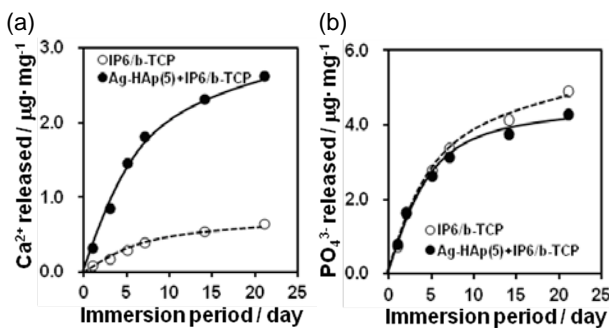 (a)
3.0
2.0
1.0
0.0
0 5 10 15 20 25
Ca²⁺ released / μg· mg⁻¹
Immersion period / day
○IP6/b-TCP
●Ag-HAp(5)+IP6/b-TCP
(b)
6.0
4.0
2.0
0.0
0 5 10 15 20 25
PO₄³⁻ released / μg· mg⁻¹
Immersion period / day
○IP6/b-TCP
●Ag-HAp(5)+IP6/b-TCP